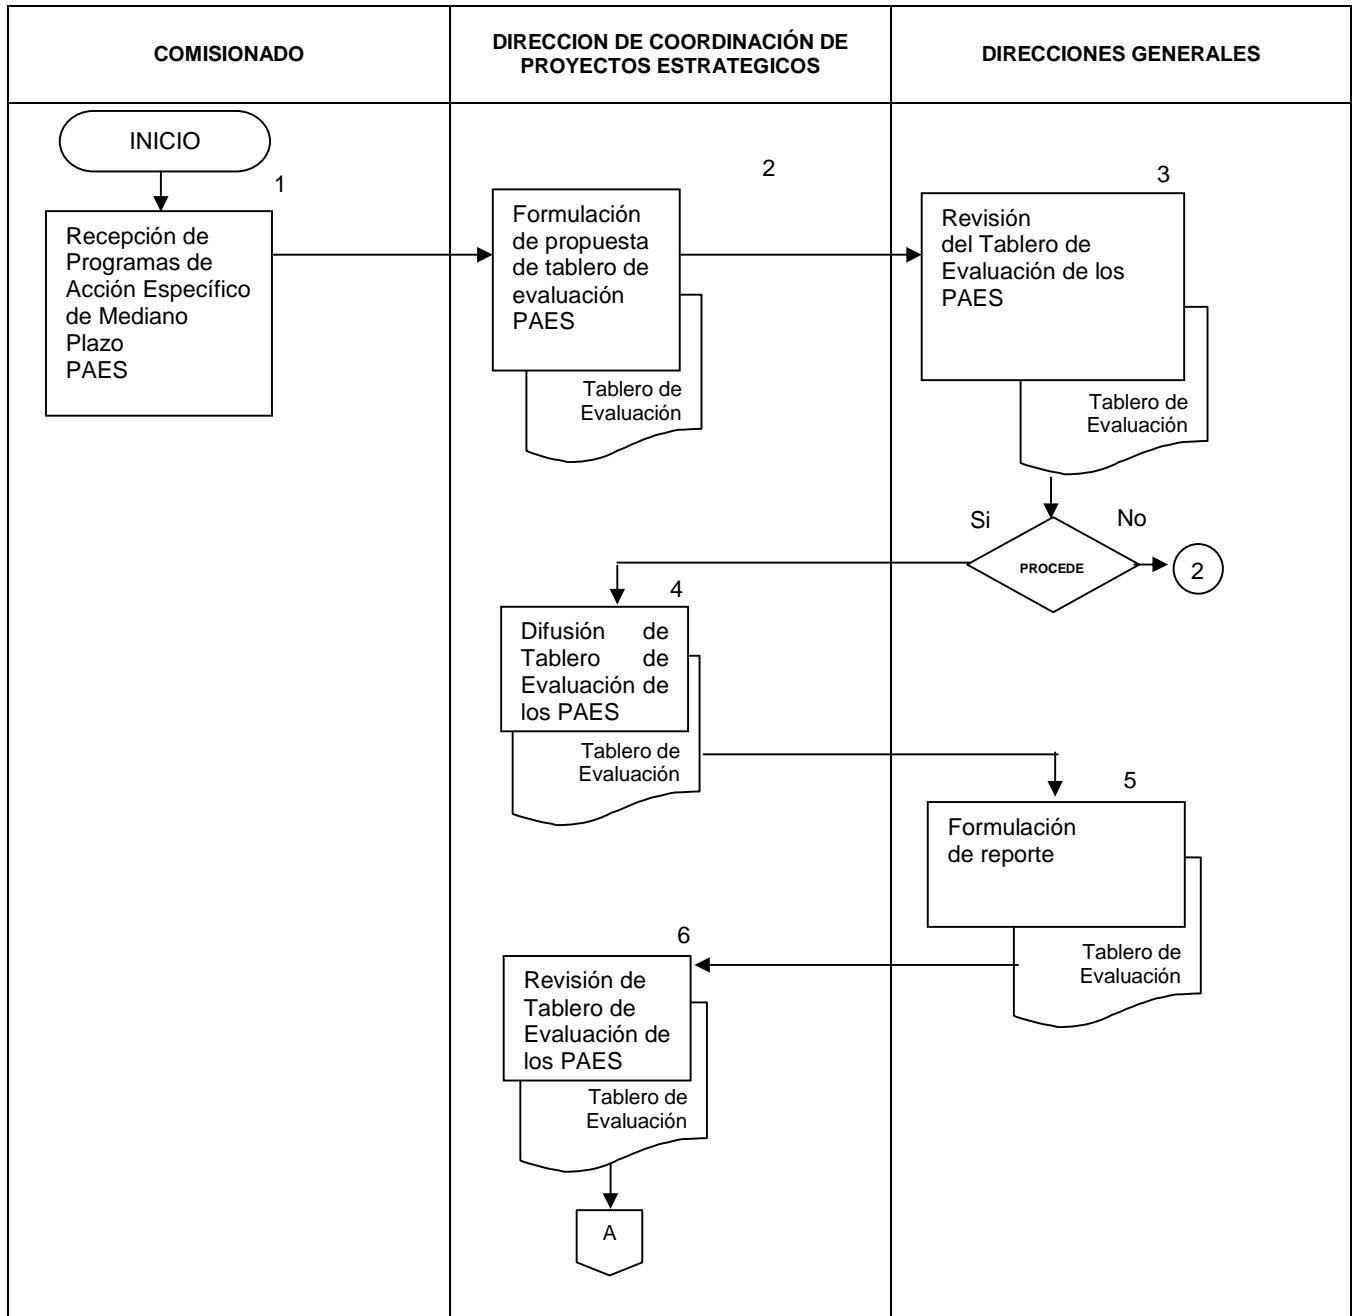 COMISIONADO
DIRECCION DE COORDINACIÓN DE
PROYECTOS ESTRATEGICOS
DIRECCIONES GENERALES
INICIO
1
Recepción de
Programas de
Acción Específico
de Mediano
Plazo
PAES
2
Formulación
de propuesta
de tablero de
evaluación
PAES
Tablero de
Evaluación
3
Revisión
del Tablero de
Evaluación de los
PAES
Tablero de
Evaluación
Si
No
PROCEDE
2
4
Difusión de
Tablero de
Evaluación de
los PAES
Tablero de
Evaluación
5
Formulación
de reporte
Tablero de
Evaluación
6
Revisión de
Tablero de
Evaluación de
los PAES
Tablero de
Evaluación
A